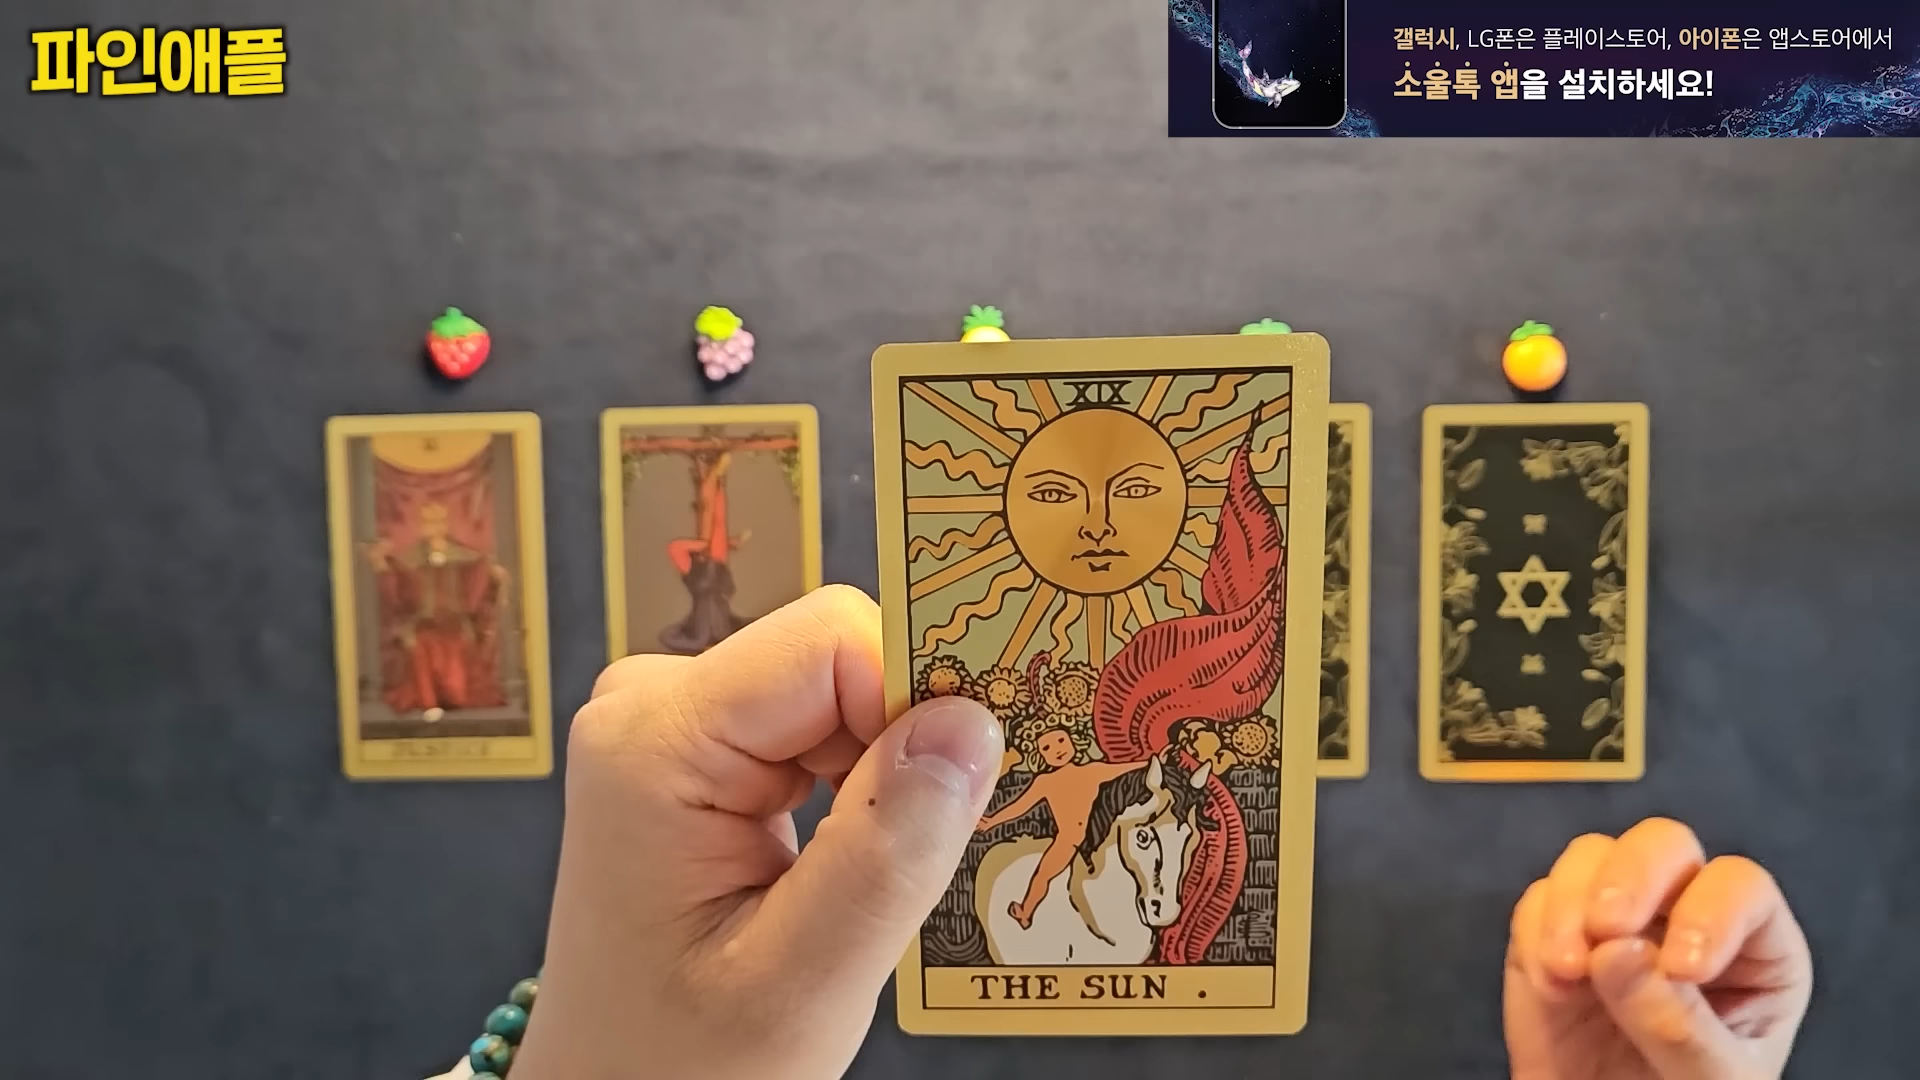 파인애플
갤럭시, LG폰은 플레이스토어, 아이폰은 앱스토어에서
소울톡 앱을 설치하세요!
XIX
THE SUN .